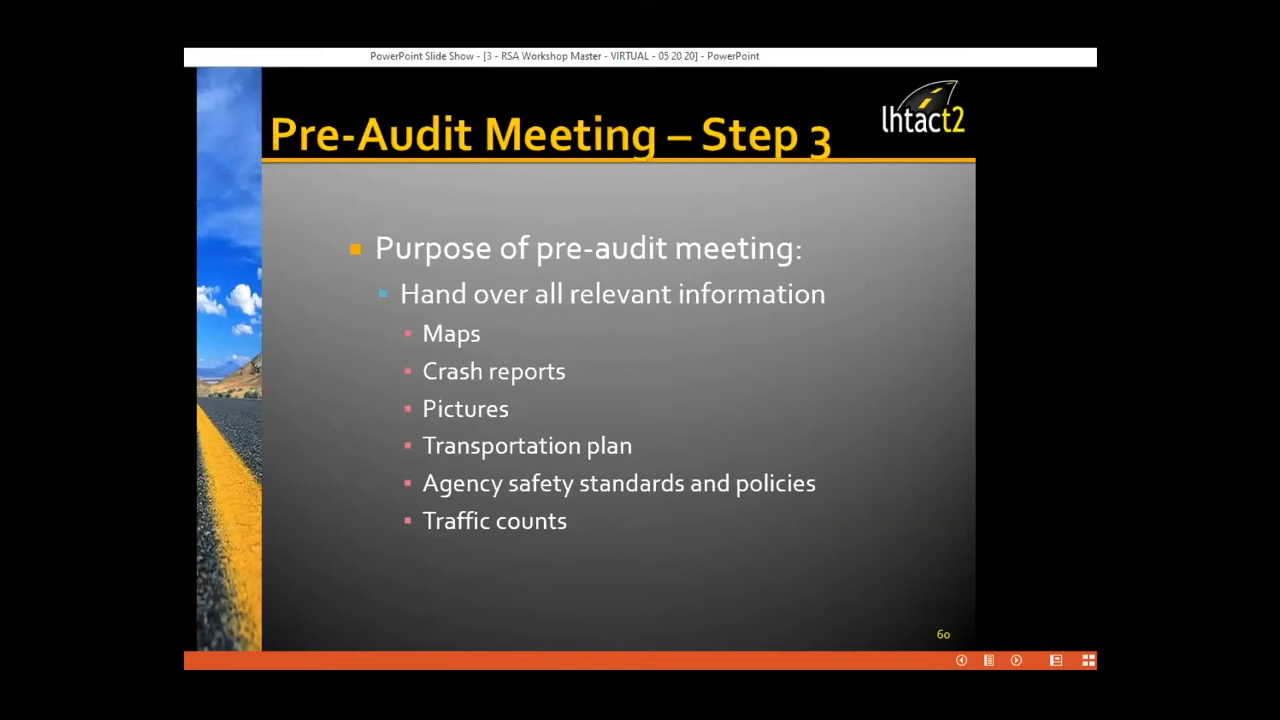 PowerPoint Slide Show - [3 - RSA Workshop Master - VIRTUAL - 05 20 20] - PowerPoint
lhtact2
Pre-Audit Meeting – Step 3
Purpose of pre-audit meeting:
Hand over all relevant information
Maps
Crash reports
Pictures
Transportation plan
Agency safety standards and policies
Traffic counts
60